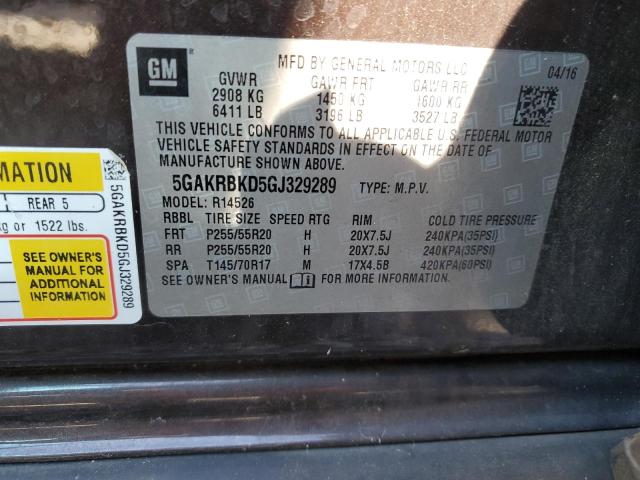 GM
MFD BY GENERAL MOTORS LLC
04/16
GVWR GAWR FRT GAWR RR
2908 KG 1450 KG 1600 KG
6411 LB 3196 LB 3527 LB
THIS VEHICLE CONFORMS TO ALL APPLICABLE U.S. FEDERAL MOTOR
VEHICLE SAFETY STANDARDS IN EFFECT ON THE DATE OF
MANUFACTURE SHOWN ABOVE.
5GAKRBKD5GJ329289 TYPE: M.P.V.
MODEL: R14526
RBBL TIRE SIZE SPEED RTG RIM COLD TIRE PRESSURE
FRT P255/55R20 H 20X7.5J 240KPA(35PSI)
RR P255/55R20 H 20X7.5J 240KPA(35PSI)
SPA T145/70R17 M 17X4.5B 420KPA(60PSI)
SEE OWNER'S MANUAL FOR MORE INFORMATION.
REAR 5
or 1522 lbs.
SEE OWNER'S
MANUAL FOR
ADDITIONAL
INFORMATION
5GAKRBKD5GJ329289